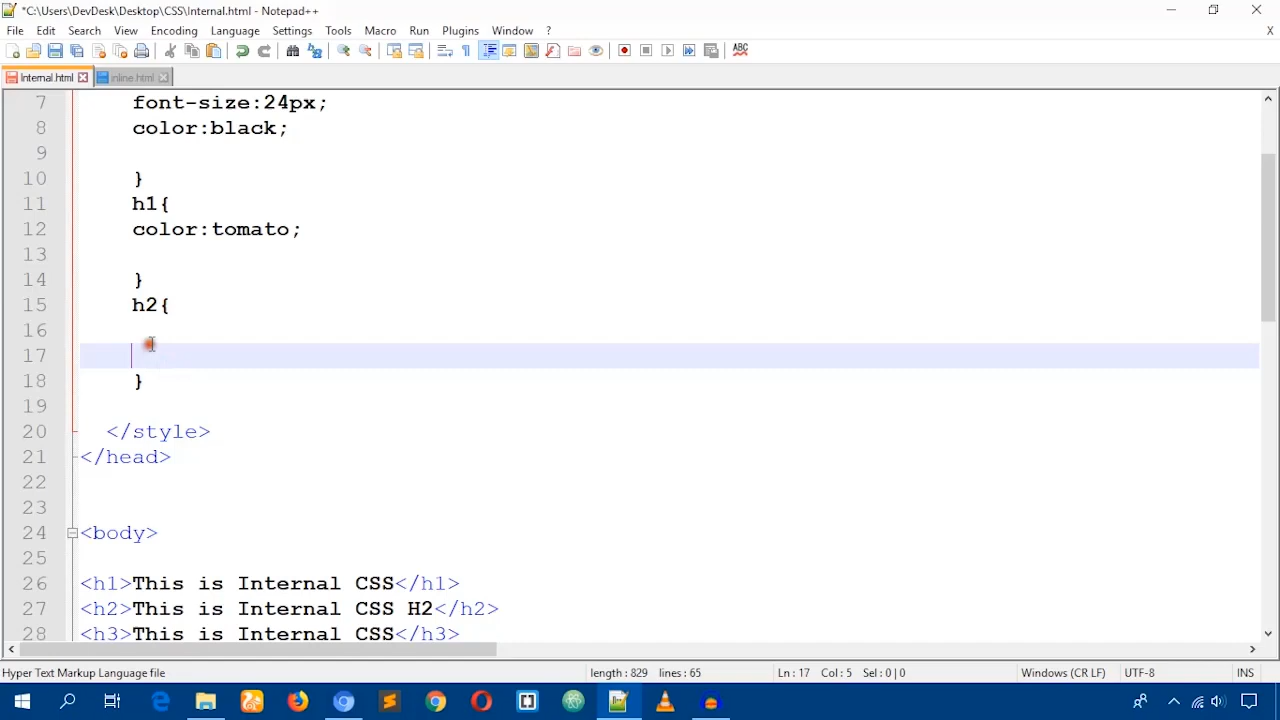 *C:\Users\DevDesk\Desktop\CSS\Internal.html - Notepad++
File Edit Search View Encoding Language Settings Tools Macro Run Plugins Window ? X
ABC
Internal.html inline.html
7 font-size:24px;
8 color:black;
9
10 }
11 h1{
12 color:tomato;
13
14 }
15 h2{
16
17
18 }
19
20 </style>
21 </head>
22
23
24 <body>
25
26 <h1>This is Internal CSS</h1>
27 <h2>This is Internal CSS H2</h2>
28 <h3>This is Internal CSS</h3>
Hyper Text Markup Language file length : 829 lines : 65 Ln : 17 Col : 5 Sel : 0 | 0 Windows (CR LF) UTF-8 INS